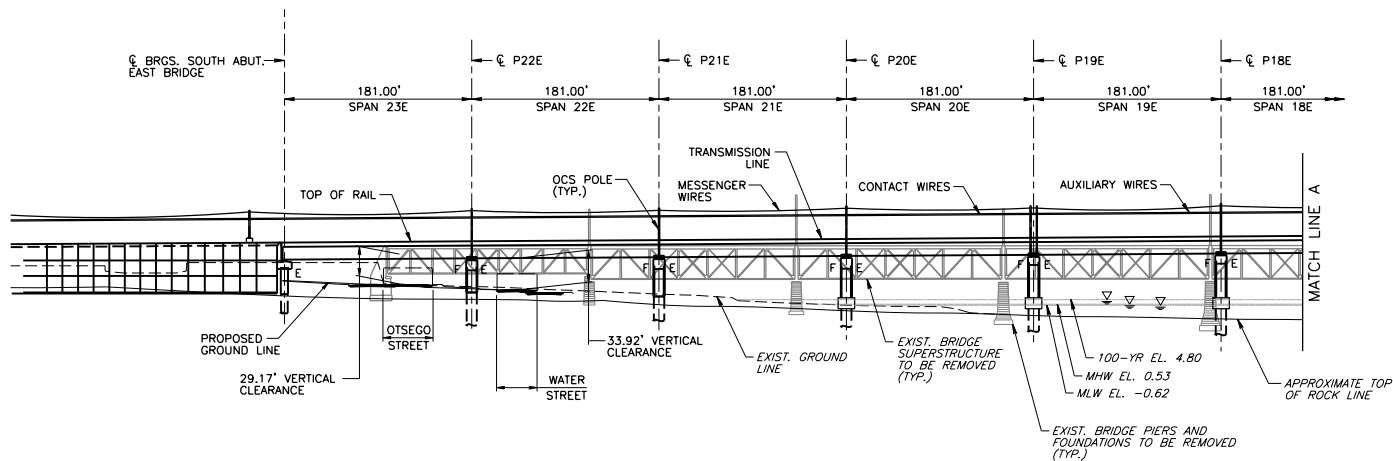 ℄ BRGS. SOUTH ABUT.
EAST BRIDGE
℄ P22E
℄ P21E
℄ P20E
℄ P19E
℄ P18E
181.00'
SPAN 23E
181.00'
SPAN 22E
181.00'
SPAN 21E
181.00'
SPAN 20E
181.00'
SPAN 19E
181.00'
SPAN 18E
TOP OF RAIL
OCS POLE
(TYP.)
MESSENGER
WIRES
TRANSMISSION
LINE
CONTACT WIRES
AUXILIARY WIRES
MATCH LINE A
E
F E
F E
F E
F E
F E
PROPOSED
GROUND LINE
OTSEGO
STREET
29.17' VERTICAL
CLEARANCE
WATER
STREET
33.92' VERTICAL
CLEARANCE
EXIST. GROUND
LINE
EXIST. BRIDGE
SUPERSTRUCTURE
TO BE REMOVED
(TYP.)
100-YR EL. 4.80
MHW EL. 0.53
MLW EL. -0.62
APPROXIMATE TOP
OF ROCK LINE
EXIST. BRIDGE PIERS AND
FOUNDATIONS TO BE REMOVED
(TYP.)